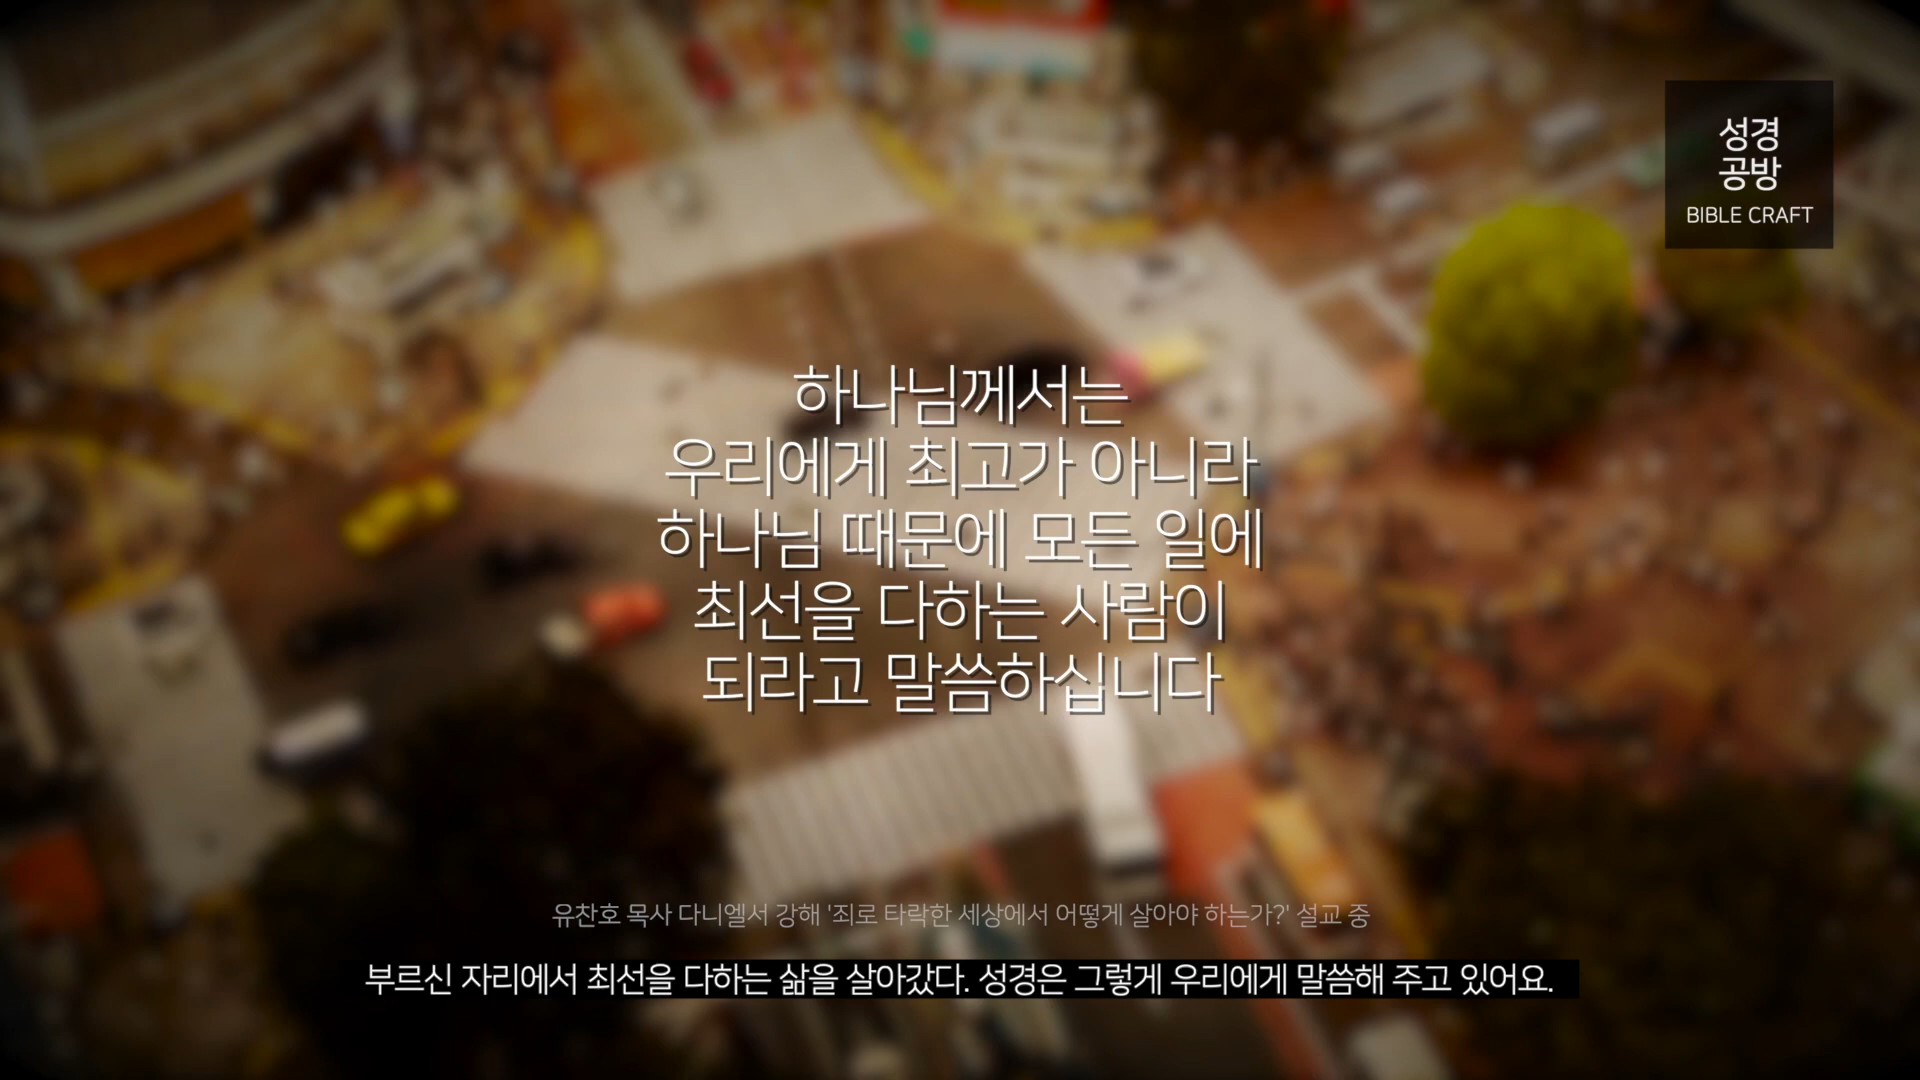 성경
공방
BIBLE CRAFT
하나님께서는
우리에게 최고가 아니라
하나님 때문에 모든 일에
최선을 다하는 사람이
되라고 말씀하십니다
유찬호 목사 다니엘서 강해 '죄로 타락한 세상에서 어떻게 살아야 하는가?' 설교 중
부르신 자리에서 최선을 다하는 삶을 살아갔다. 성경은 그렇게 우리에게 말씀해 주고 있어요.